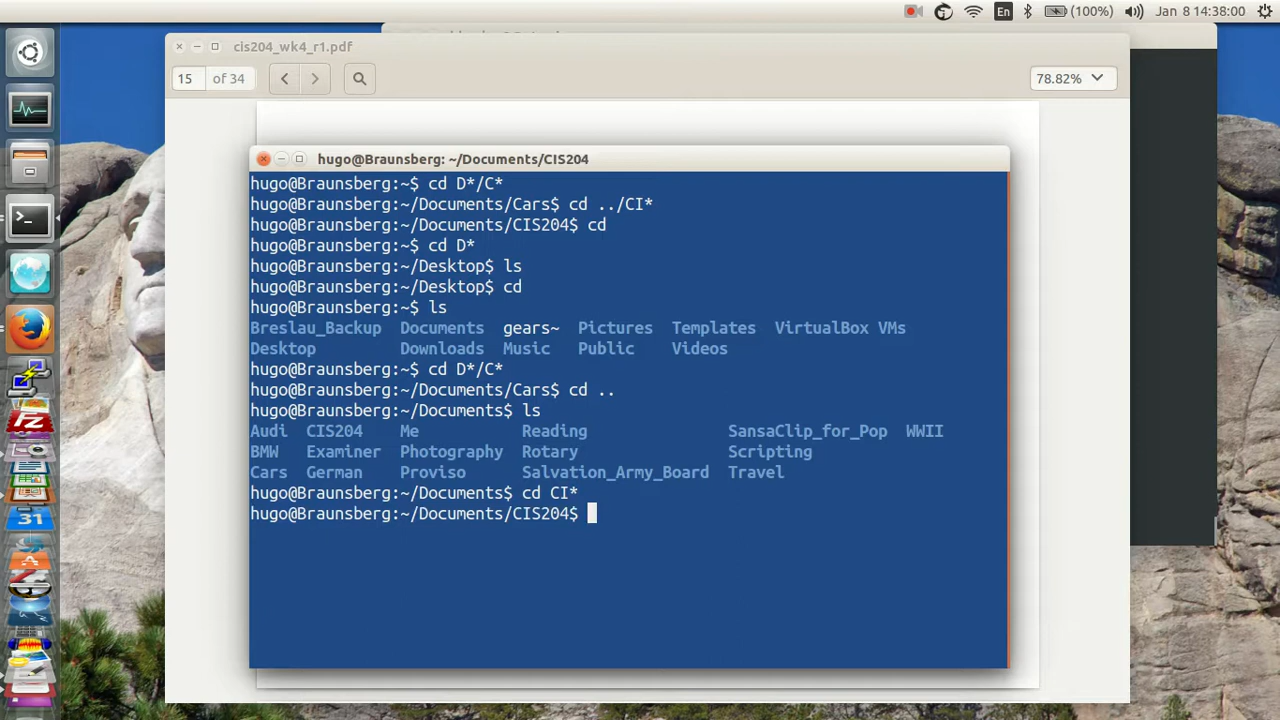 En (100%) Jan 8 14:38:00
cis204_wk4_r1.pdf
15 of 34 78.82%
hugo@Braunsberg: ~/Documents/CIS204
hugo@Braunsberg:~$ cd D*/C*
hugo@Braunsberg:~/Documents/Cars$ cd ../CI*
hugo@Braunsberg:~/Documents/CIS204$ cd
hugo@Braunsberg:~$ cd D*
hugo@Braunsberg:~/Desktop$ ls
hugo@Braunsberg:~/Desktop$ cd
hugo@Braunsberg:~$ ls
Breslau_Backup Documents gears~ Pictures Templates VirtualBox VMs
Desktop Downloads Music Public Videos
hugo@Braunsberg:~$ cd D*/C*
hugo@Braunsberg:~/Documents/Cars$ cd ..
hugo@Braunsberg:~/Documents$ ls
Audi CIS204 Me Reading SansaClip_for_Pop WWII
BMW Examiner Photography Rotary Scripting
Cars German Proviso Salvation_Army_Board Travel
hugo@Braunsberg:~/Documents$ cd CI*
hugo@Braunsberg:~/Documents/CIS204$
31